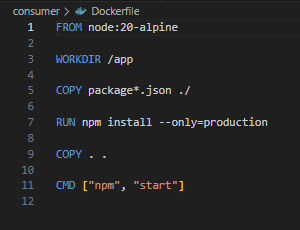 consumer > Dockerfile
1 FROM node:20-alpine
2
3 WORKDIR /app
4
5 COPY package*.json ./
6
7 RUN npm install --only=production
8
9 COPY . .
10
11 CMD ["npm", "start"]
12